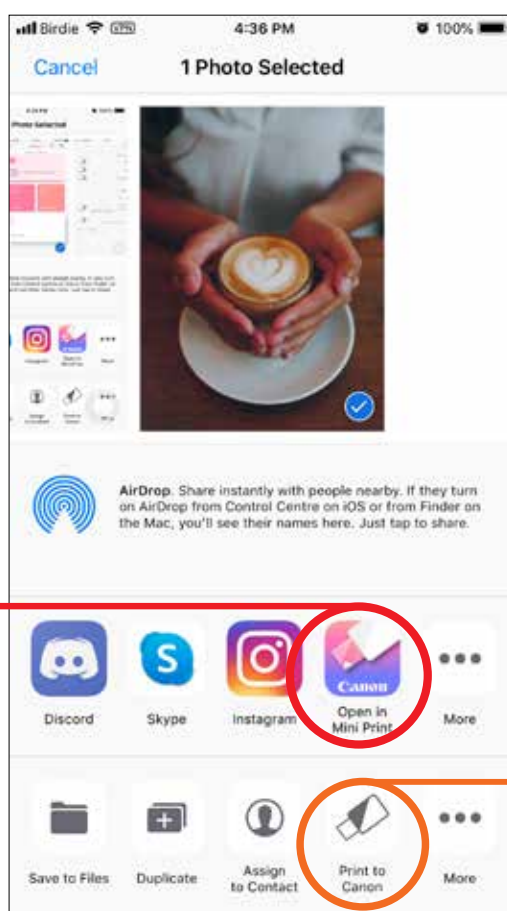 Birdie
4:36 PM
100%
Cancel
1 Photo Selected
AirDrop. Share instantly with people nearby. If they turn
on AirDrop from Control Centre on iOS or from Finder on
the Mac, you'll see their names here. Just tap to share.
Discord
Skype
S
Instagram
Canon
Open in
Mini Print
More
Save to Files
Duplicate
Assign
to Contact
Print to
Canon
More